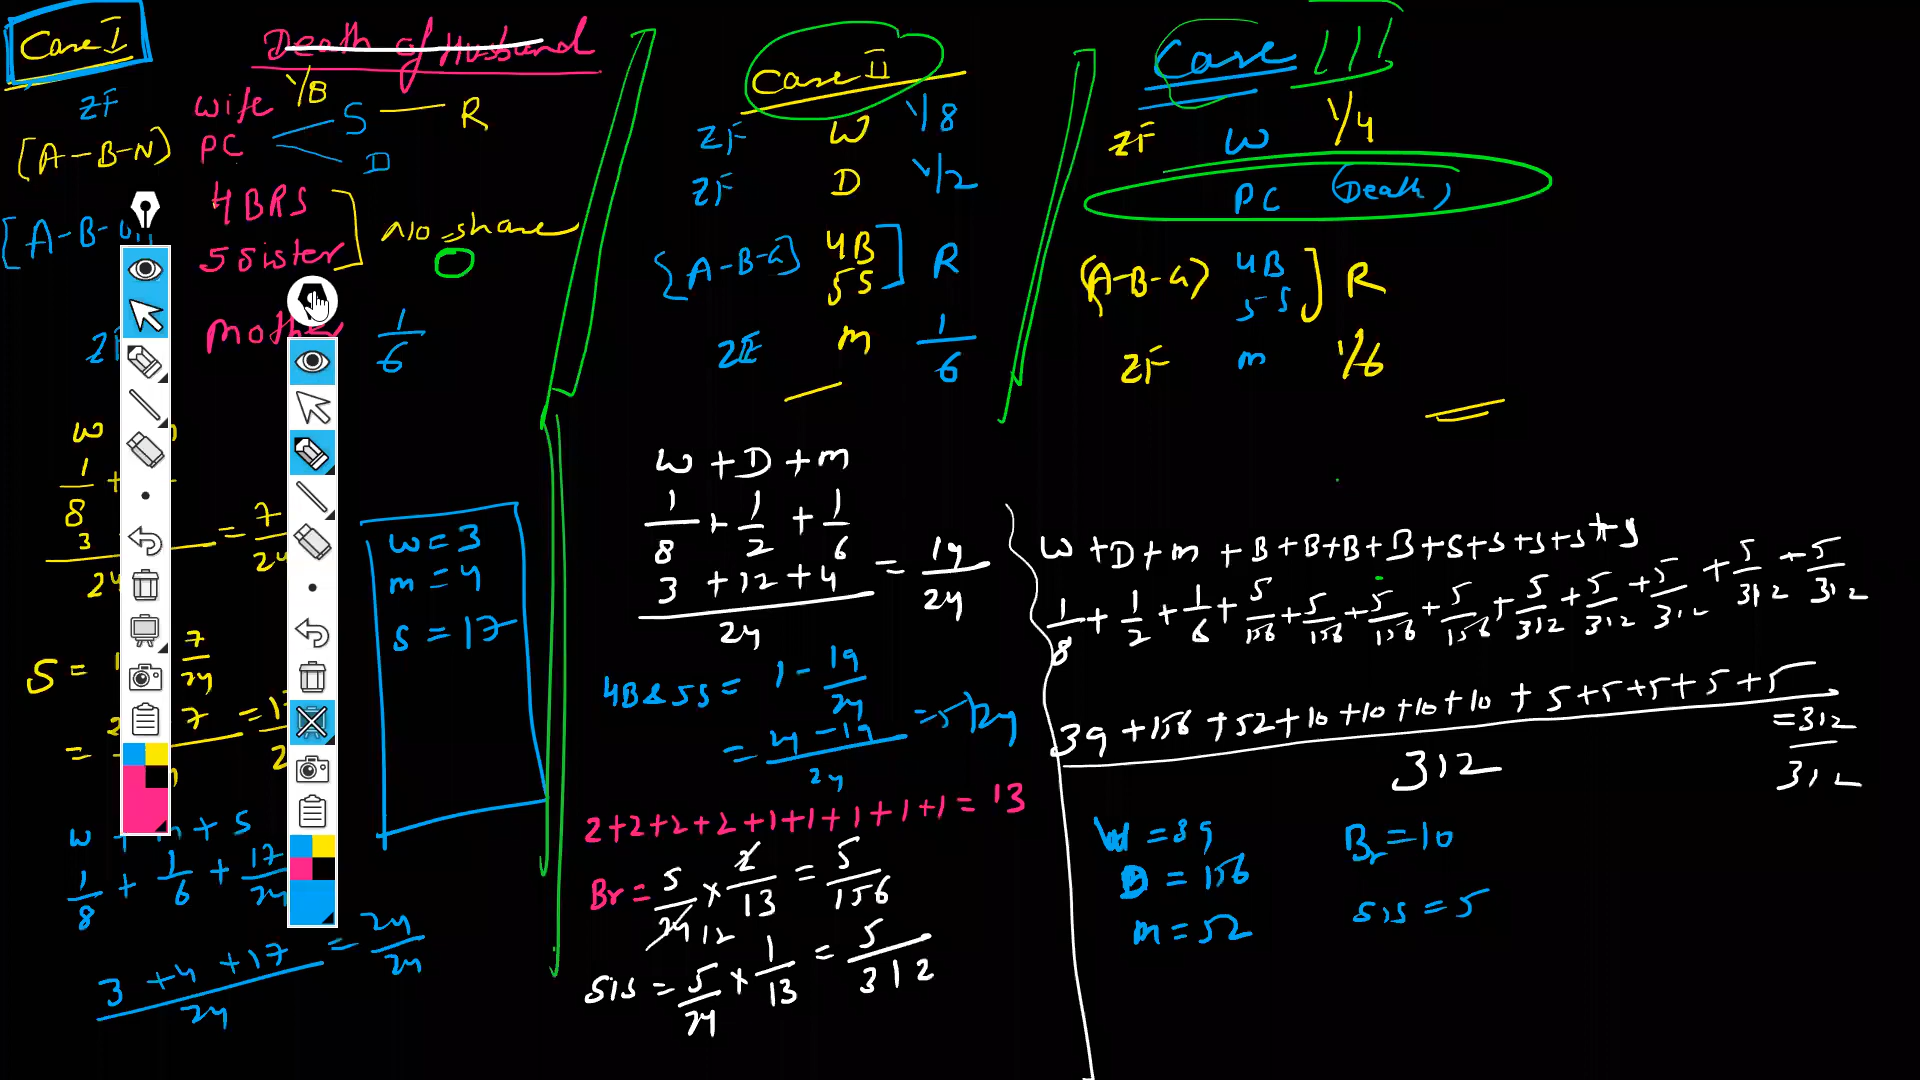 Case I
Death of Husband
ZF wife 1/8 S — R
[A-B-N) PC D
[A-B- 4 BRS
5 sister no share
mother 1/6
W
1/8 +
3
24 = 7/24
S = 7/24
= 7 =
w + + S
1/8 + 1/6 + 17/24
3 + 4 + 17 = 24/24
24
w = 3
m = 4
S = 17
Case II
ZF W 1/8
ZF D 1/2
[A-B-G] 4B R
5S
ZF m 1/6
W + D + m
1/8 + 1/2 + 1/6
3 + 12 + 4 = 19/24
24
4B & 5S = 1 - 19/24
= 24 - 19 = 5/24
24
2+2+2+2+1+1+1+1+1 = 13
Br = 5/24 × 2/13 = 5/156
12
sis = 5/24 × 1/13 = 5/312
Case III
ZF W 1/4
PC (Death)
(A-B-G) 4B R
5S
ZF m 1/6
W + D + m + B + B + B + B + S + S + S + S + S
1/8 + 1/2 + 1/6 + 5/156 + 5/156 + 5/156 + 5/156 + 5/312 + 5/312 + 5/312 + 5/312 + 5/312
39 + 156 + 52 + 10 + 10 + 10 + 10 + 5 + 5 + 5 + 5 + 5 = 312
312 312
W = 39 Br = 10
D = 156 sis = 5
m = 52